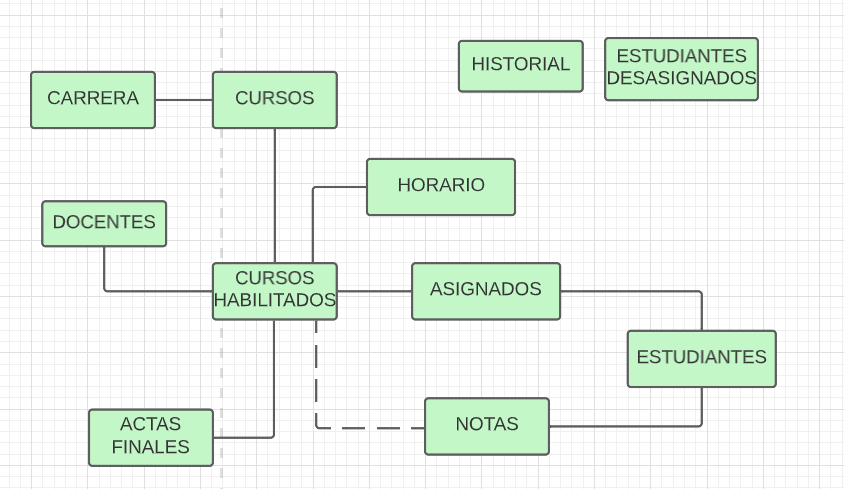 HISTORIAL
ESTUDIANTES
DESASIGNADOS
CARRERA
CURSOS
HORARIO
DOCENTES
CURSOS
HABILITADOS
ASIGNADOS
ESTUDIANTES
ACTAS
FINALES
NOTAS